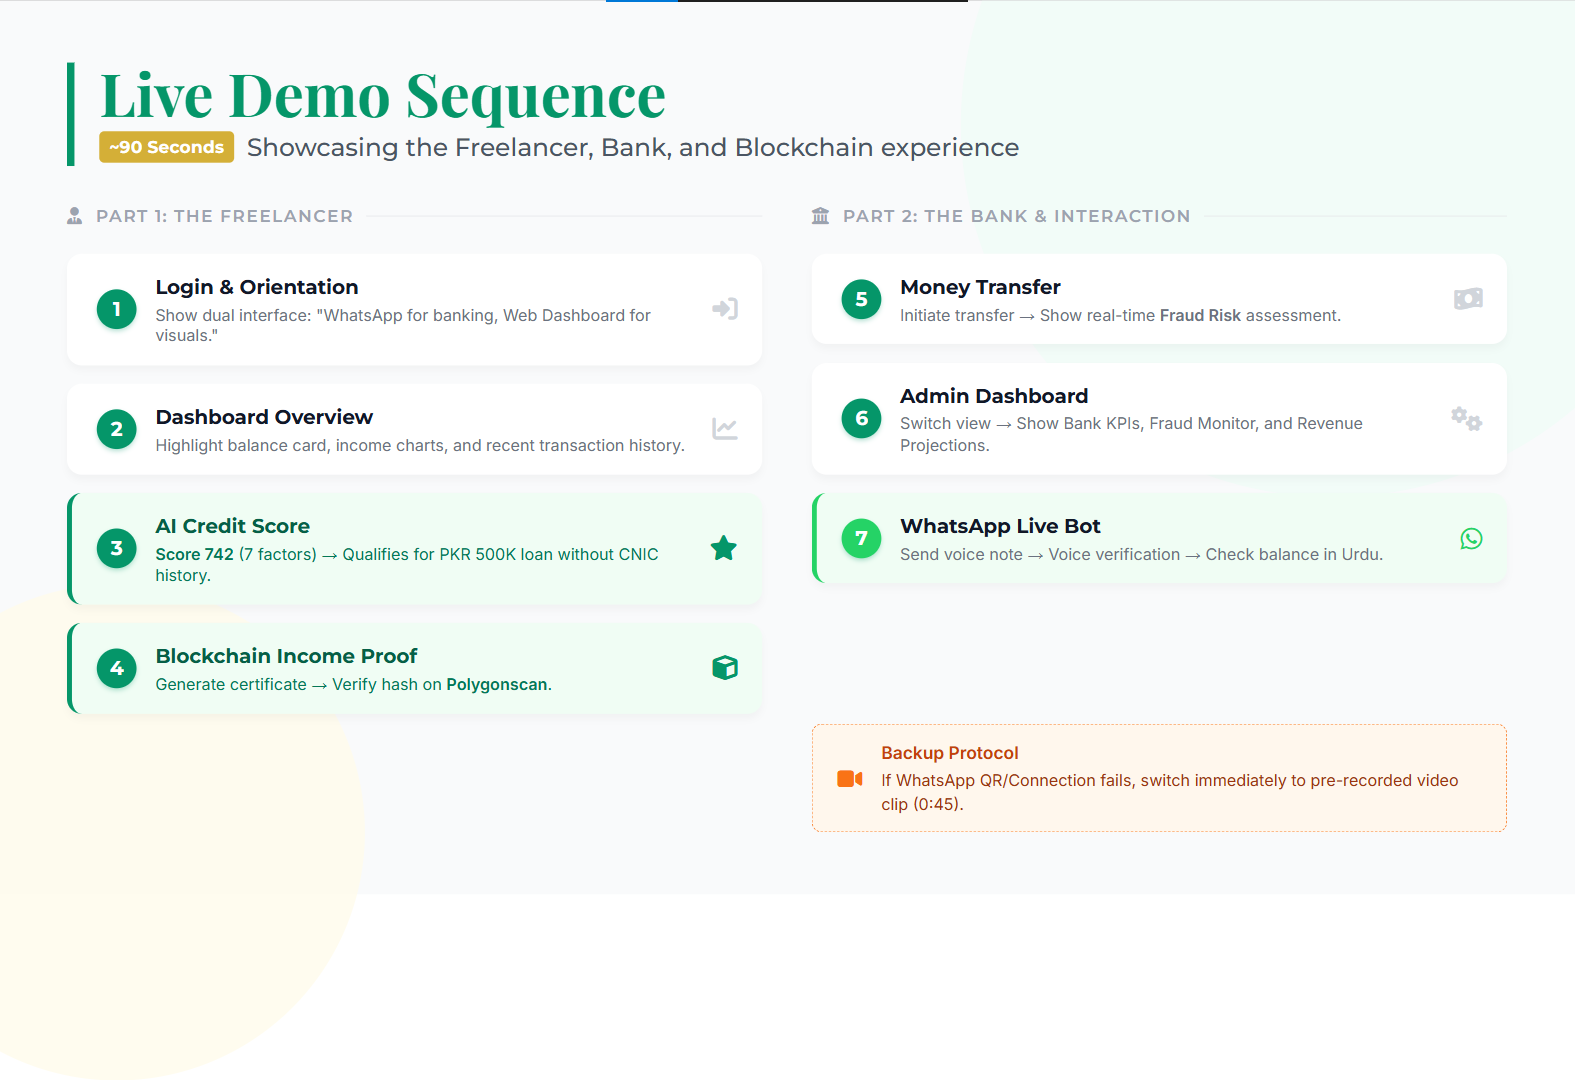 Live Demo Sequence
~90 Seconds Showcasing the Freelancer, Bank, and Blockchain experience
PART 1: THE FREELANCER
1
Login & Orientation
Show dual interface: "WhatsApp for banking, Web Dashboard for
visuals."
2
Dashboard Overview
Highlight balance card, income charts, and recent transaction history.
3
AI Credit Score
Score 742 (7 factors) → Qualifies for PKR 500K loan without CNIC
history.
4
Blockchain Income Proof
Generate certificate → Verify hash on Polygonscan.
PART 2: THE BANK & INTERACTION
5
Money Transfer
Initiate transfer → Show real-time Fraud Risk assessment.
6
Admin Dashboard
Switch view → Show Bank KPIs, Fraud Monitor, and Revenue
Projections.
7
WhatsApp Live Bot
Send voice note → Voice verification → Check balance in Urdu.
Backup Protocol
If WhatsApp QR/Connection fails, switch immediately to pre-recorded video
clip (0:45).